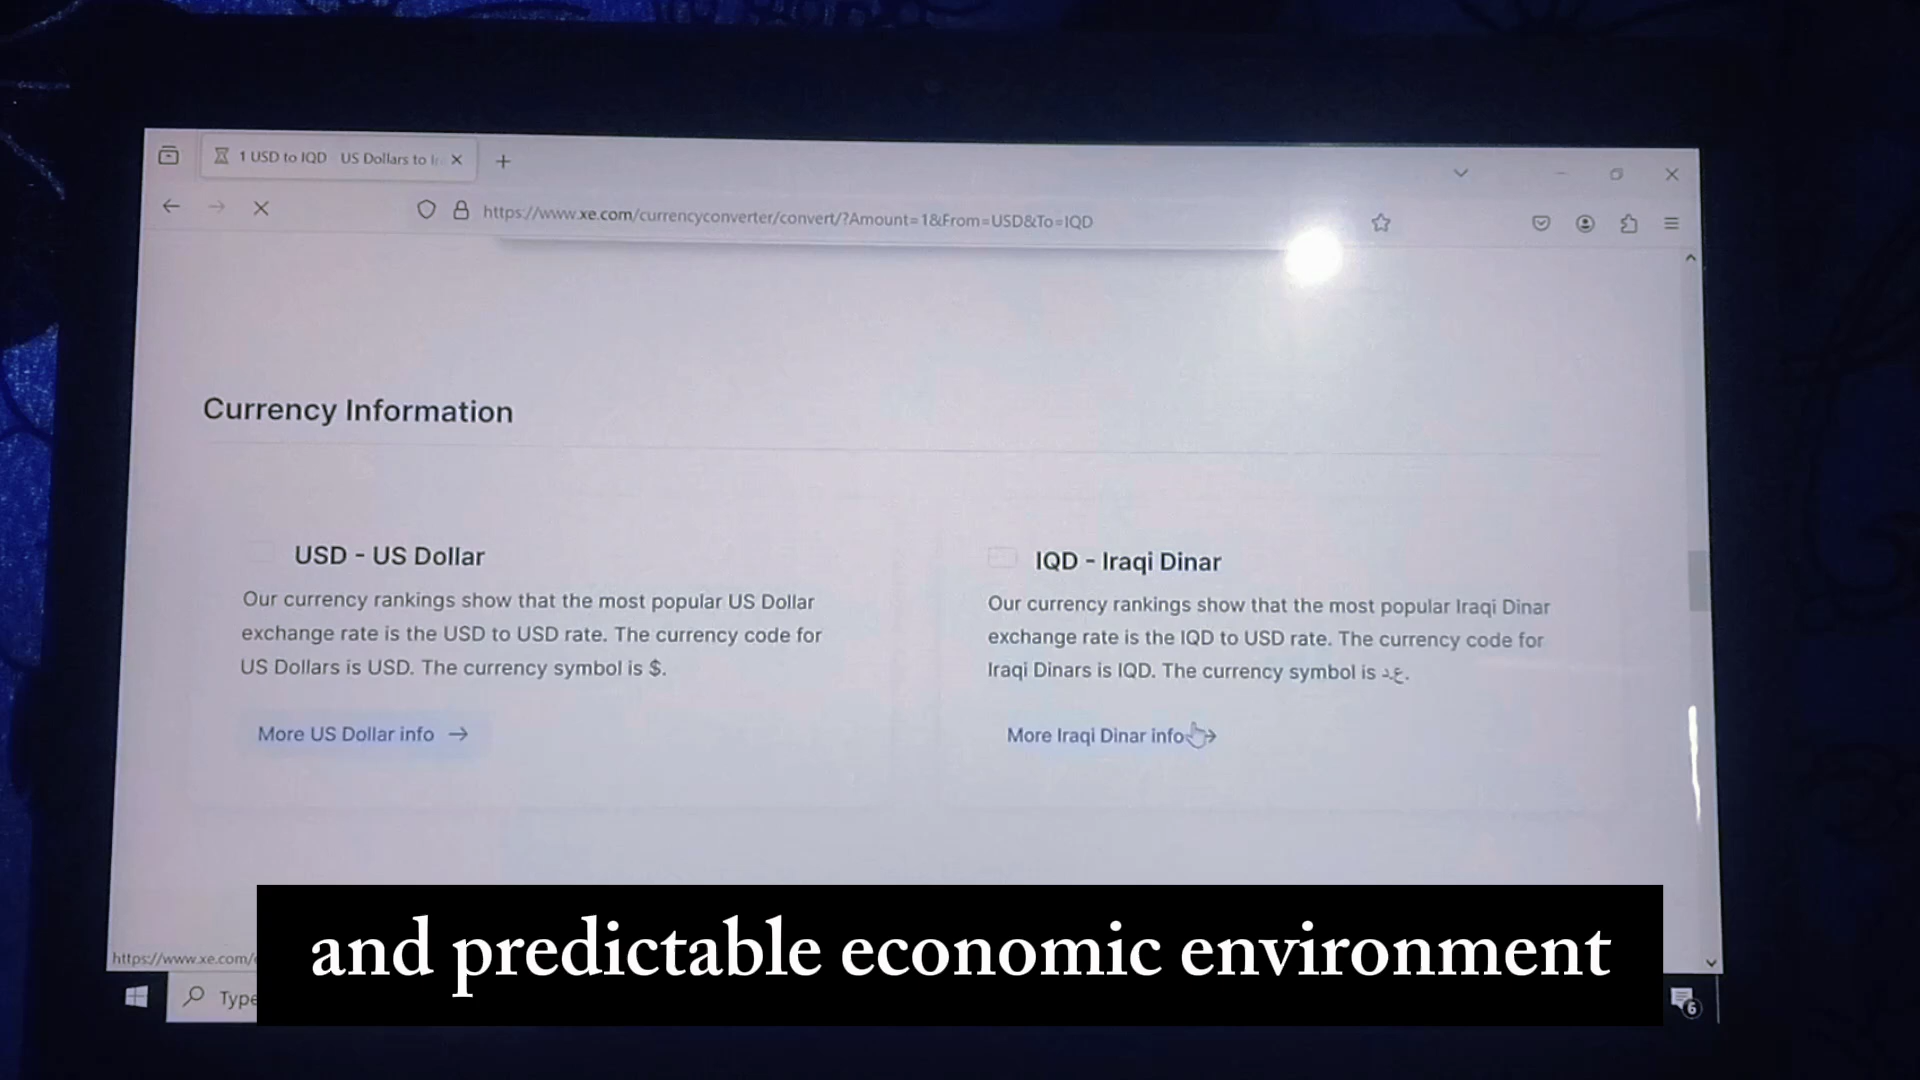 1 USD to IQD US Dollars to Ir
https://www.xe.com/currencyconverter/convert/?Amount=1&From=USD&To=IQD
Currency Information
USD - US Dollar
Our currency rankings show that the most popular US Dollar
exchange rate is the USD to USD rate. The currency code for
US Dollars is USD. The currency symbol is $.
More US Dollar info →
IQD - Iraqi Dinar
Our currency rankings show that the most popular Iraqi Dinar
exchange rate is the IQD to USD rate. The currency code for
Iraqi Dinars is IQD. The currency symbol is ع.د.
More Iraqi Dinar info →
and predictable economic environment
https://www.xe.com/
Type
6